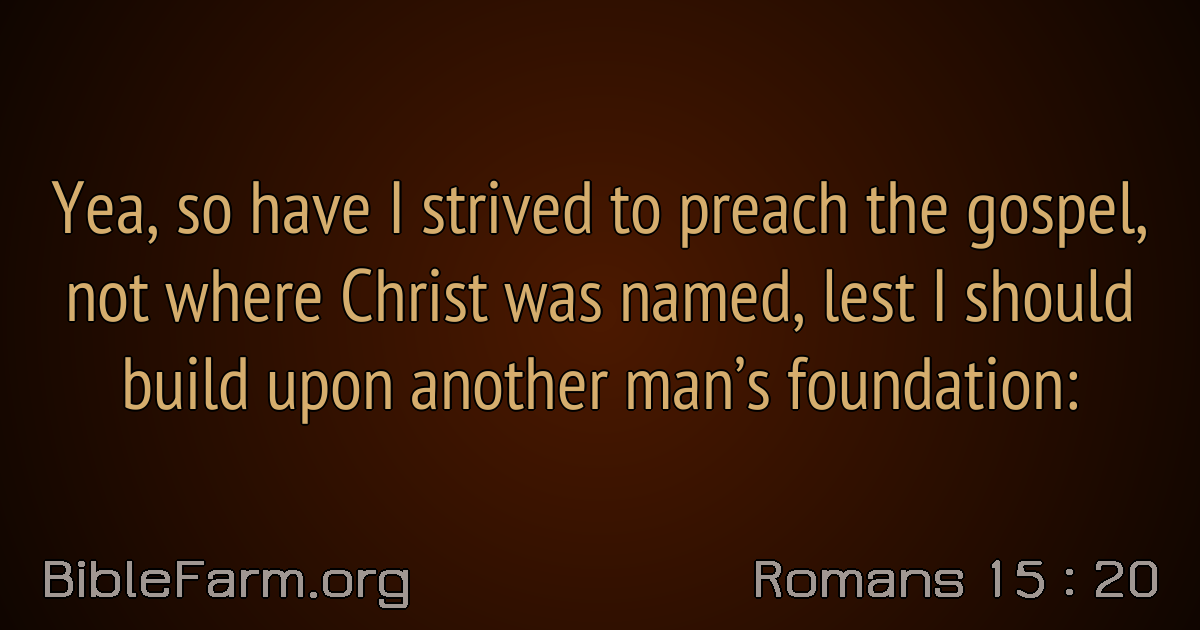 Yea, so have I strived to preach the gospel,
not where Christ was named, lest I should
build upon another man’s foundation:
BibleFarm.org
Romans 15 : 20